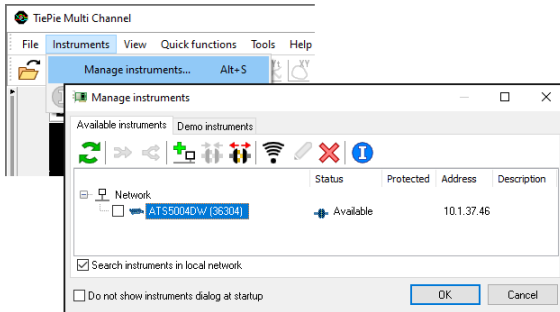 TiePie Multi Channel
File Instruments View Quick functions Tools Help
Manage instruments... Alt+S
Manage instruments
Available instruments Demo instruments
Status Protected Address Description
Network
ATS5004DW (36304) Available 10.1.37.46
Search instruments in local network
Do not show instruments dialog at startup OK Cancel